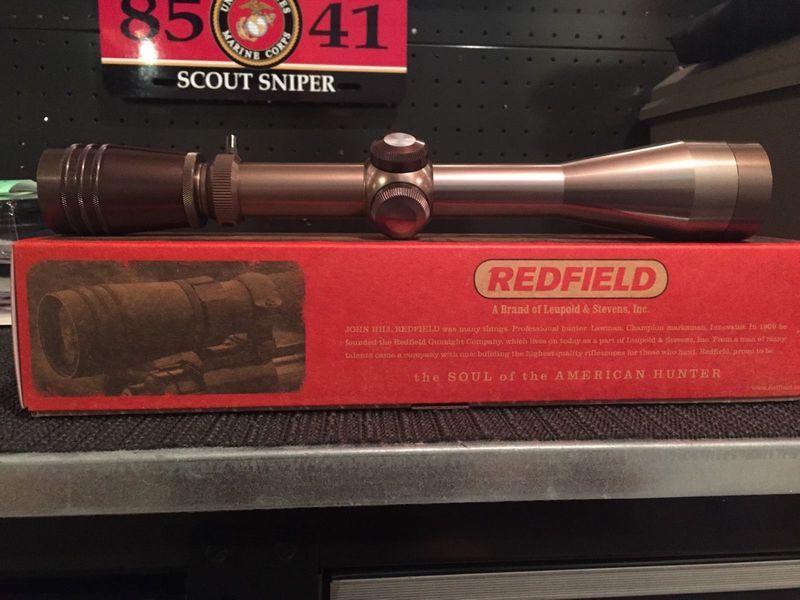 85 41
MARINE CORPS
SCOUT SNIPER
REDFIELD
A Brand of Leupold & Stevens, Inc.
JOHN HILL REDFIELD was many things. Professional hunter. Lawman. Champion marksman. Innovator. In 1909 he
founded the Redfield Gunsight Company, which lives on today as a part of Leupold & Stevens, Inc. From a man of many
talents came a company with one: building the highest quality riflescopes for those who hunt. Redfield, proud to be
the SOUL of the AMERICAN HUNTER